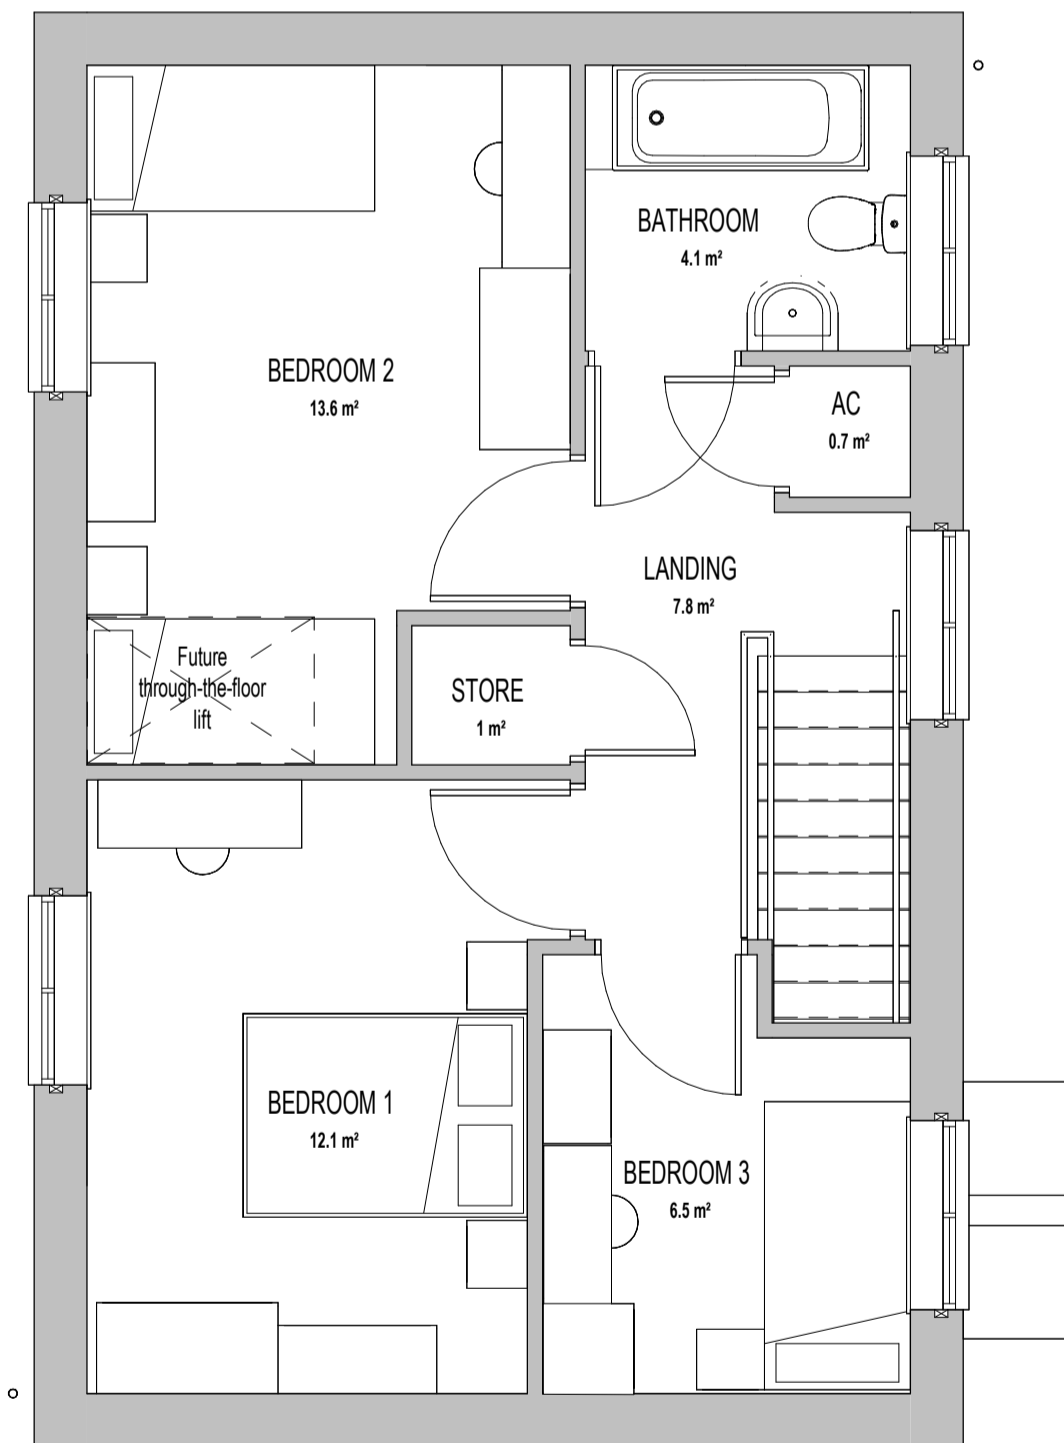 BATHROOM
4.1 m²
BEDROOM 2
13.6 m²
AC
0.7 m²
LANDING
7.8 m²
Future
through-the-floor
lift
STORE
1 m²
BEDROOM 1
12.1 m²
BEDROOM 3
6.5 m²